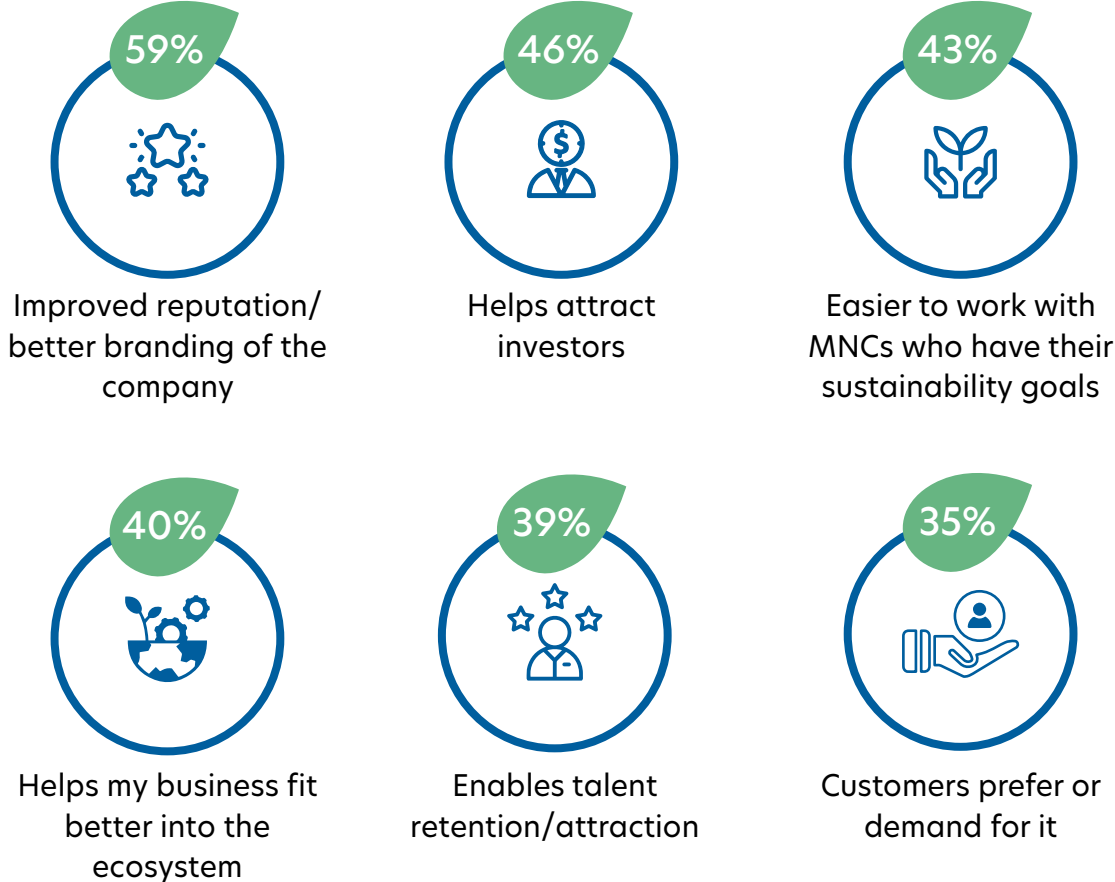 59%
Improved reputation/
better branding of the
company
46%
$
Helps attract
investors
43%
Easier to work with
MNCs who have their
sustainability goals
40%
Helps my business fit
better into the
ecosystem
39%
Enables talent
retention/attraction
35%
Customers prefer or
demand for it